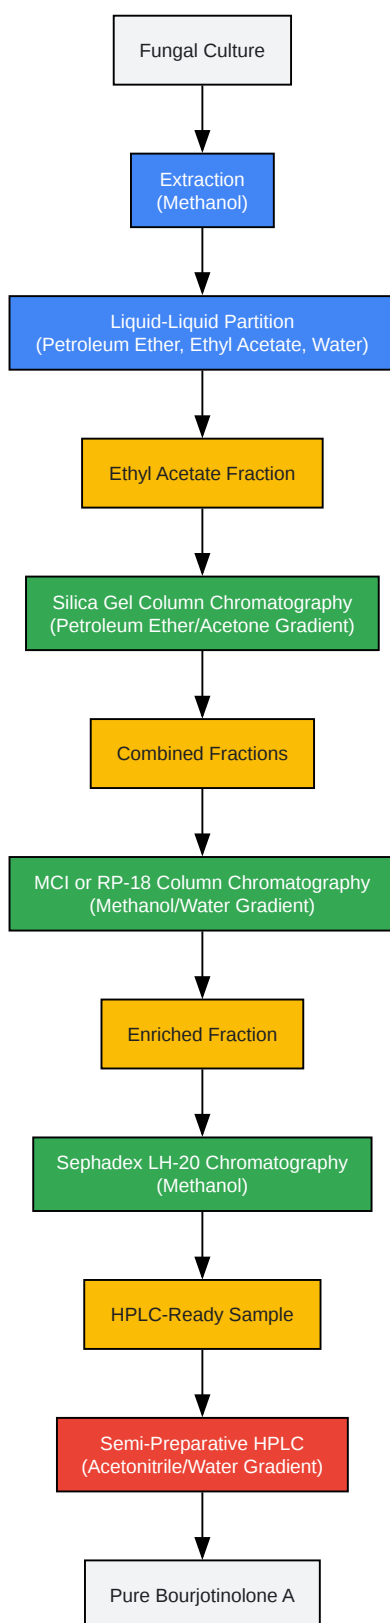 Fungal Culture
Extraction
(Methanol)
Liquid-Liquid Partition
(Petroleum Ether, Ethyl Acetate, Water)
Ethyl Acetate Fraction
Silica Gel Column Chromatography
(Petroleum Ether/Acetone Gradient)
Combined Fractions
MCI or RP-18 Column Chromatography
(Methanol/Water Gradient)
Enriched Fraction
Sephadex LH-20 Chromatography
(Methanol)
HPLC-Ready Sample
Semi-Preparative HPLC
(Acetonitrile/Water Gradient)
Pure Bourjotinolone A